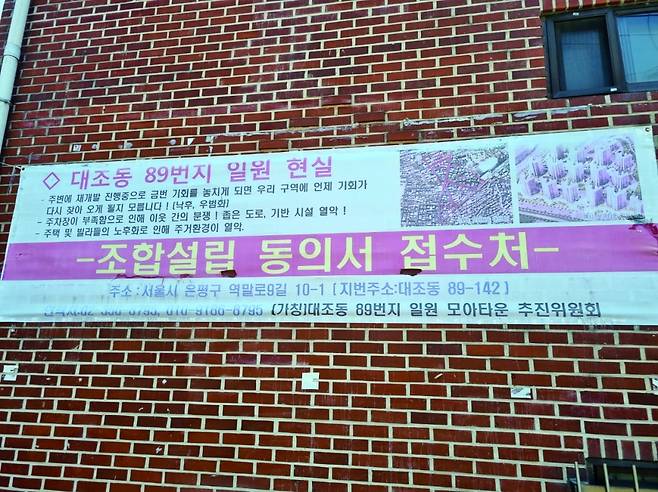 ◇ 대조동 89번지 일원 현실
- 주변에 재개발 진행중으로 금번 기회를 놓지게 되면 우리 구역에 언제 기회가
다시 찾아 오게 될지 모릅니다! (낙후, 우범화)
- 주차장이 부족함으로 인해 이웃 간의 분쟁! 좁은 도로, 기반 시설 열악!
- 주택 및 빌라들의 노후화로 인해 주거환경이 열악.
-조합설립 동의서 접수처-
주소 : 서울시 은평구 역말로9길 10-1 (지번주소:대조동 89-142)
(가칭)대조동 89번지 일원 모아타운 추진위원회